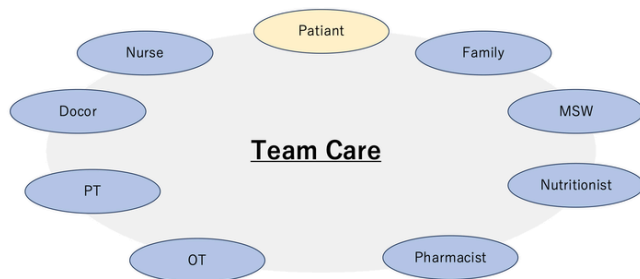 Patiant
Nurse
Family
Docor
MSW
Team Care
PT
Nutritionist
OT
Pharmacist